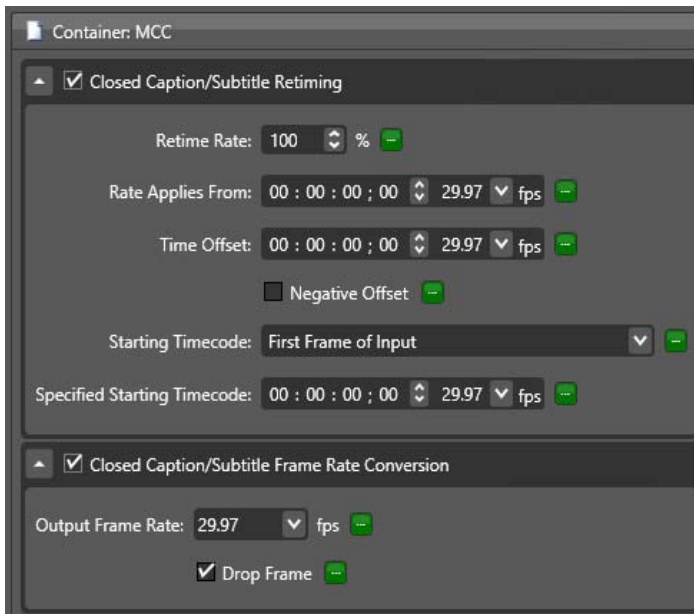 Container: MCC
Closed Caption/Subtitle Retiming
Retime Rate: 100 %
Rate Applies From: 00 : 00 : 00 ; 00 29.97 fps
Time Offset: 00 : 00 : 00 ; 00 29.97 fps
Negative Offset
Starting Timecode: First Frame of Input
Specified Starting Timecode: 00 : 00 : 00 ; 00 29.97 fps
Closed Caption/Subtitle Frame Rate Conversion
Output Frame Rate: 29.97 fps
Drop Frame